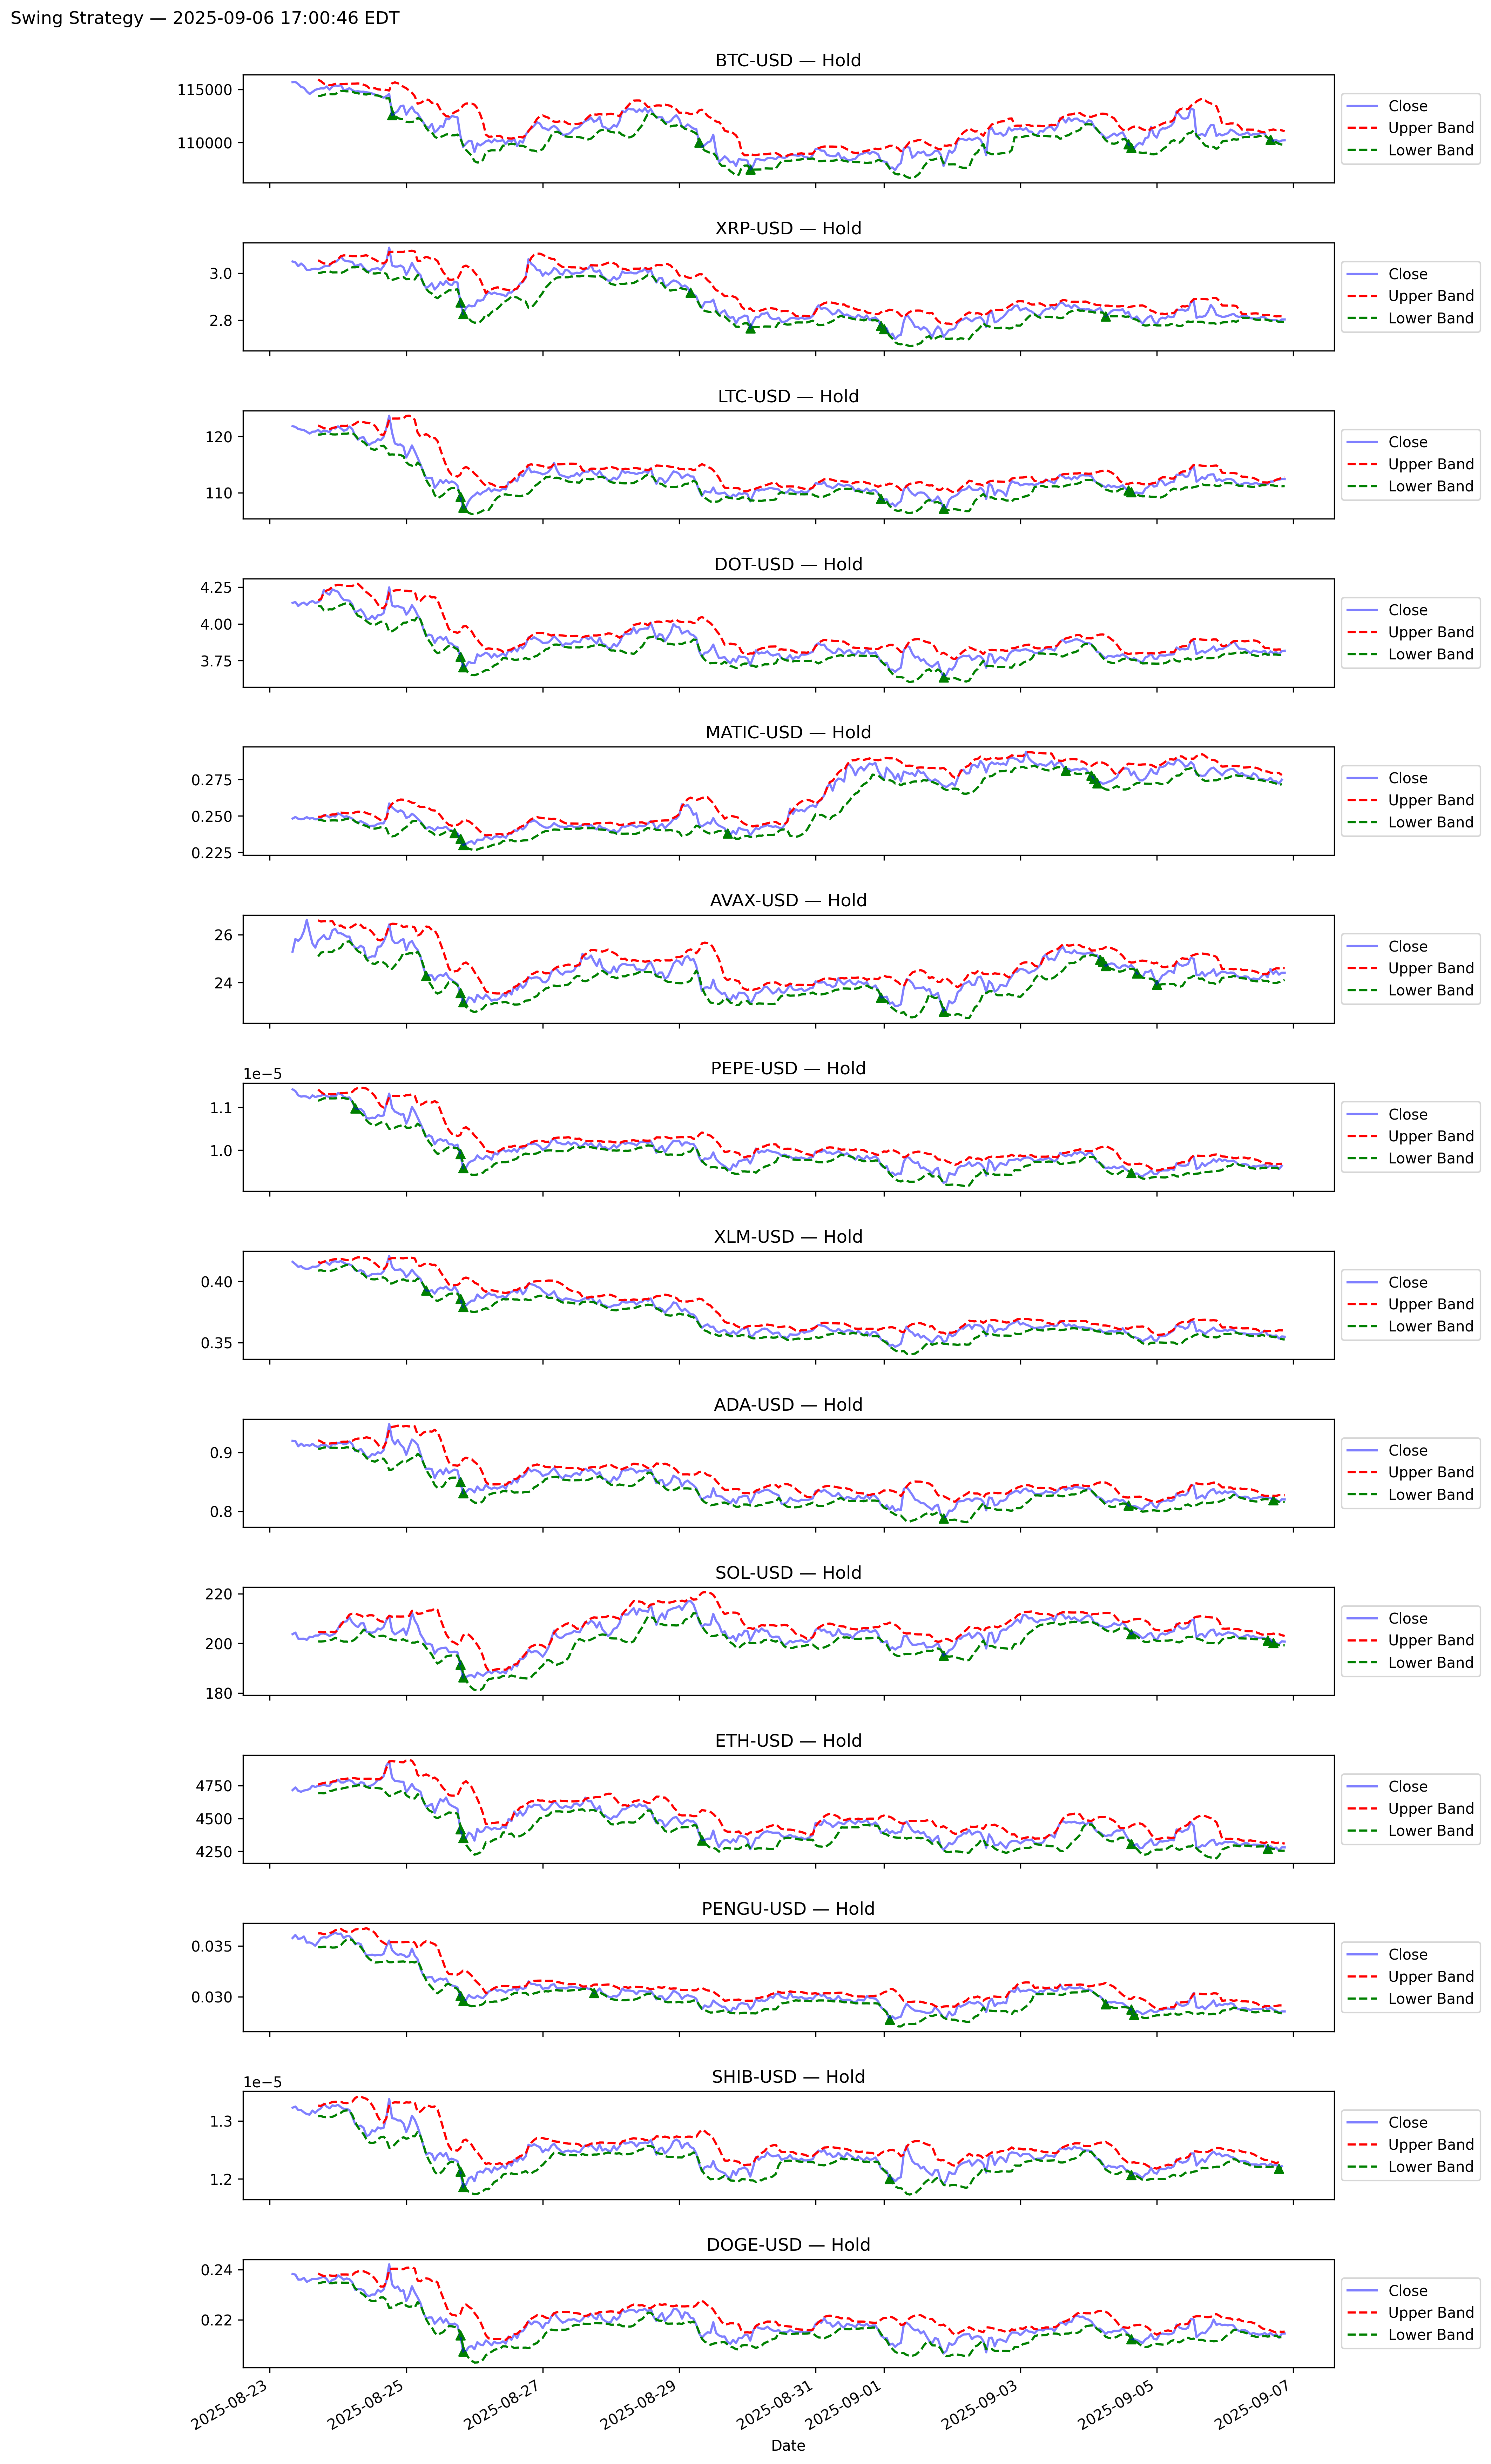 Swing Strategy — 2025-09-06 17:00:46 EDT
BTC-USD — Hold
115000
110000
Close
Upper Band
Lower Band
XRP-USD — Hold
3.0
2.8
Close
Upper Band
Lower Band
LTC-USD — Hold
120
110
Close
Upper Band
Lower Band
DOT-USD — Hold
4.25
4.00
3.75
Close
Upper Band
Lower Band
MATIC-USD — Hold
0.275
0.250
0.225
Close
Upper Band
Lower Band
AVAX-USD — Hold
26
24
Close
Upper Band
Lower Band
PEPE-USD — Hold
1e−5
1.1
1.0
Close
Upper Band
Lower Band
XLM-USD — Hold
0.40
0.35
Close
Upper Band
Lower Band
ADA-USD — Hold
0.9
0.8
Close
Upper Band
Lower Band
SOL-USD — Hold
220
200
180
Close
Upper Band
Lower Band
ETH-USD — Hold
4750
4500
4250
Close
Upper Band
Lower Band
PENGU-USD — Hold
0.035
0.030
Close
Upper Band
Lower Band
SHIB-USD — Hold
1e−5
1.3
1.2
Close
Upper Band
Lower Band
DOGE-USD — Hold
0.24
0.22
Close
Upper Band
Lower Band
2025-08-23
2025-08-25
2025-08-27
2025-08-29
2025-08-31
2025-09-01
2025-09-03
2025-09-05
2025-09-07
Date